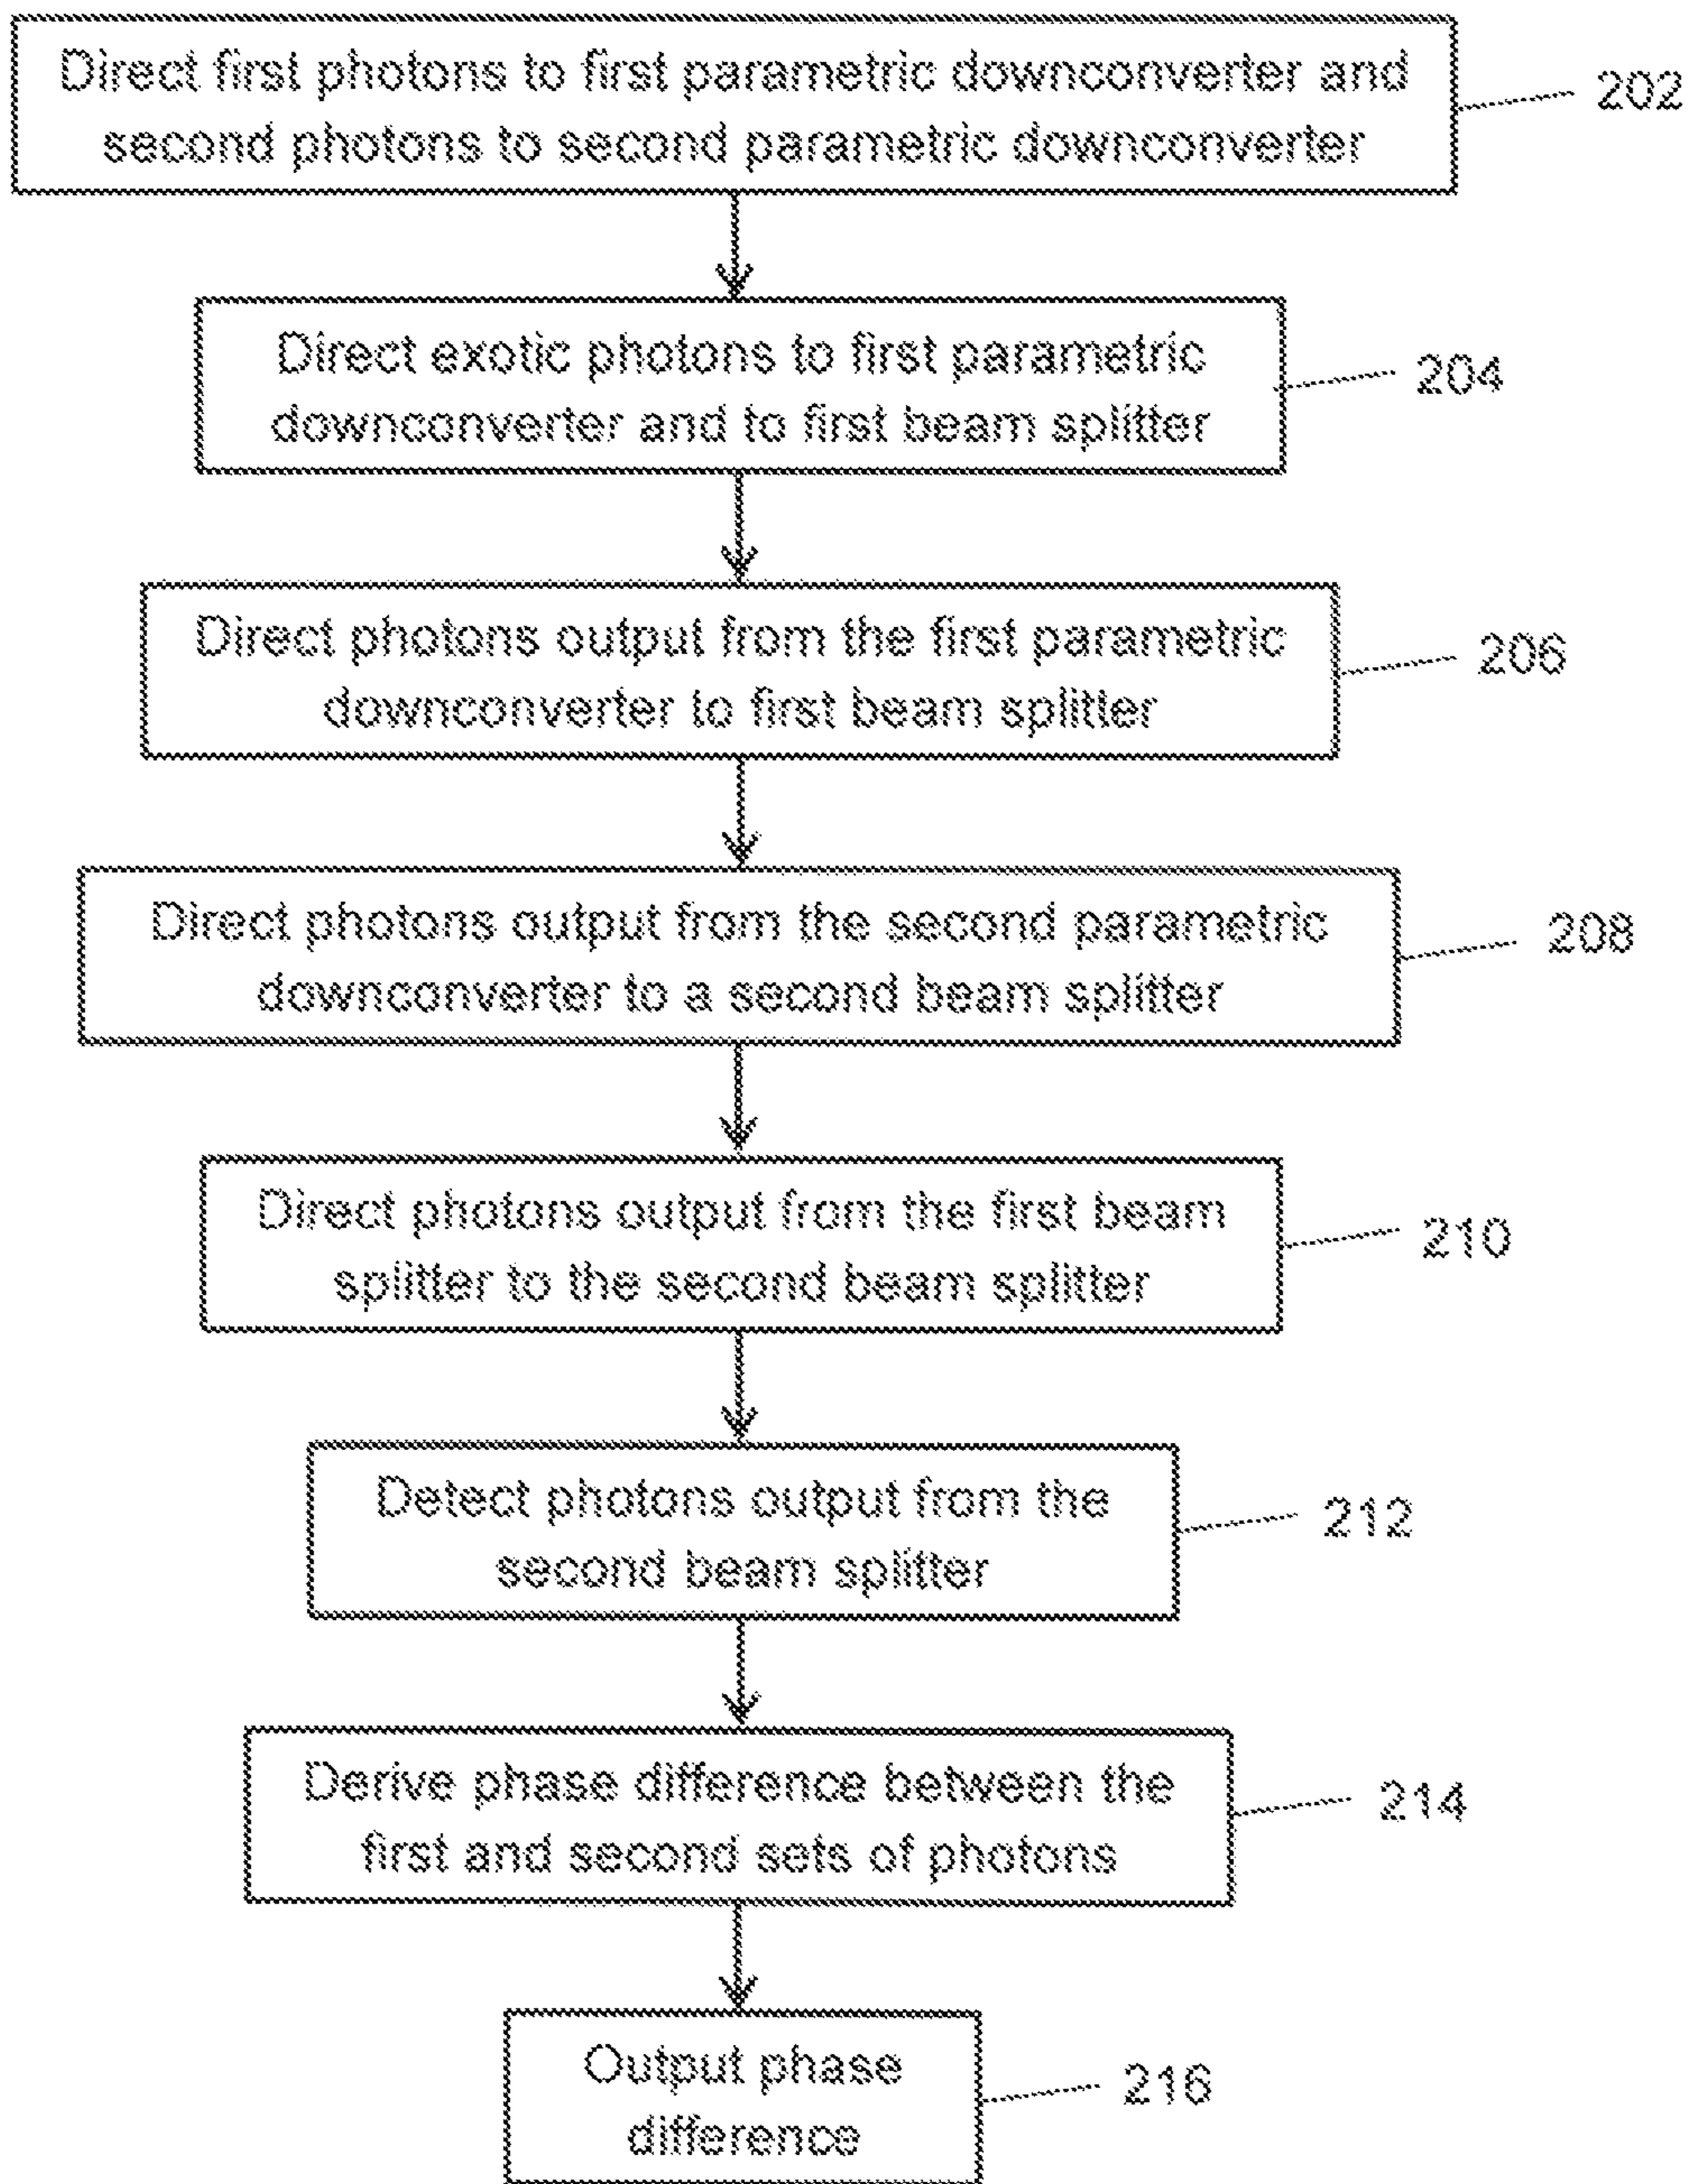 Direct first photons to first parametric downconverter and
second photons to second parametric downconverter
202
Direct exotic photons to first parametric
downconverter and to first beam splitter
204
Direct photons output from the first parametric
downconverter to first beam splitter
206
Direct photons output from the second parametric
downconverter to a second beam splitter
208
Direct photons output from the first beam
splitter to the second beam splitter
210
Detect photons output from the
second beam splitter
212
Derive phase difference between the
first and second sets of photons
214
Output phase
difference
216